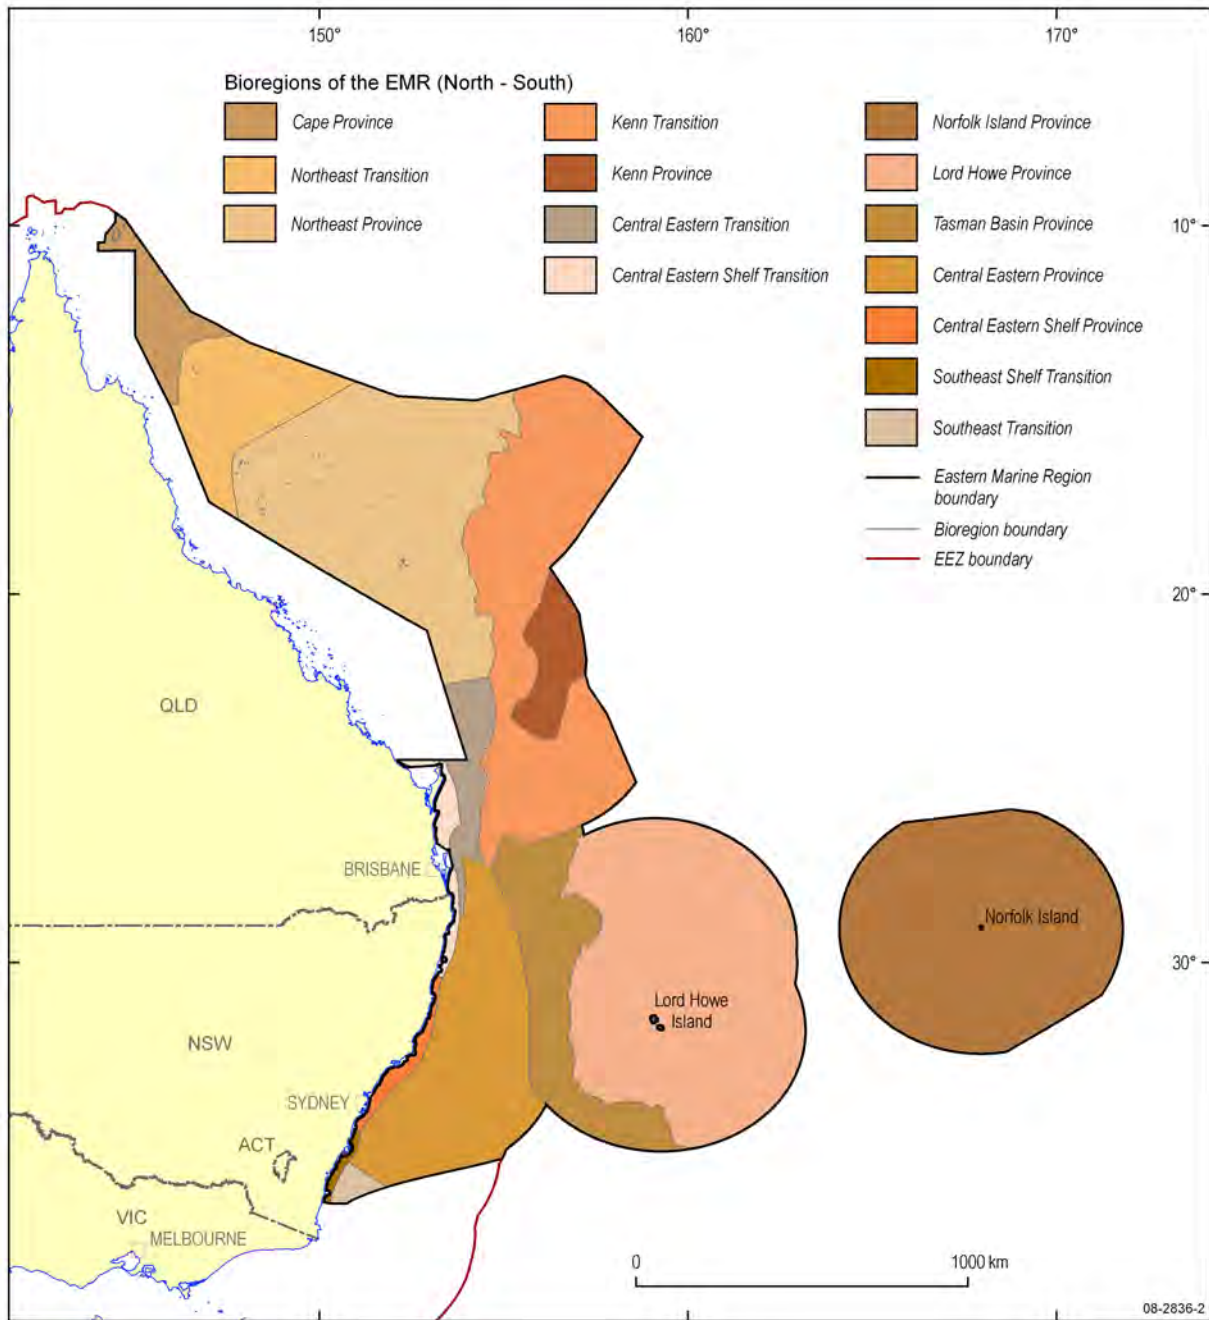 150°
160°
170°
Bioregions of the EMR (North - South)
Cape Province
Northeast Transition
Northeast Province
Kenn Transition
Kenn Province
Central Eastern Transition
Central Eastern Shelf Transition
Norfolk Island Province
Lord Howe Province
Tasman Basin Province
Central Eastern Province
Central Eastern Shelf Province
Southeast Shelf Transition
Southeast Transition
Eastern Marine Region
boundary
Bioregion boundary
EEZ boundary
10°
20°
QLD
BRISBANE
Norfolk Island
30°
Lord Howe
Island
NSW
SYDNEY
ACT
VIC
MELBOURNE
0
1000 km
08-2836-2